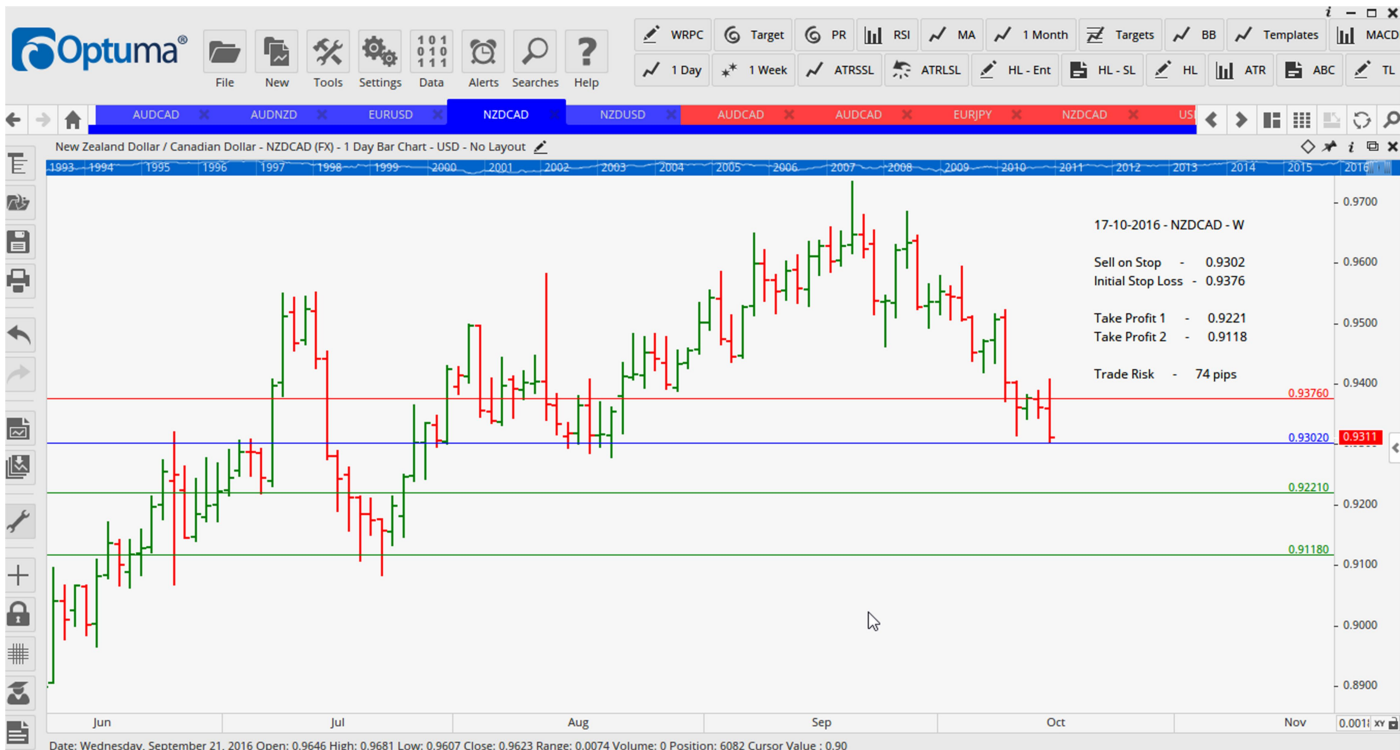 Optuma®
File
New
Tools
Settings
101
010
111
Data
Alerts
Searches
?
Help
WRPC
Target
PR
RSI
MA
1 Month
Targets
BB
Templates
MACD
1 Day
1 Week
ATRSSL
ATRLSL
HL - Ent
HL - SL
HL
ATR
ABC
TL
AUDCAD
AUDNZD
EURUSD
NZDCAD
NZDUSD
AUDCAD
AUDCAD
EURJPY
NZDCAD
New Zealand Dollar / Canadian Dollar - NZDCAD (FX) - 1 Day Bar Chart - USD - No Layout
1993 1994 1995 1996 1997 1998 1999 2000 2001 2002 2003 2004 2005 2006 2007 2008 2009 2010 2011 2012 2013 2014 2015 2016
17-10-2016 - NZDCAD - W
Sell on Stop - 0.9302
Initial Stop Loss - 0.9376
Take Profit 1 - 0.9221
Take Profit 2 - 0.9118
Trade Risk - 74 pips
0.9700
0.9600
0.9500
0.9400
0.93760
0.93020
0.9311
0.92210
0.9200
0.91180
0.9100
0.9000
0.8900
Jun Jul Aug Sep Oct Nov
XY
Date: Wednesday, September 21, 2016 Open: 0.9646 High: 0.9681 Low: 0.9607 Close: 0.9623 Range: 0.0074 Volume: 0 Position: 6082 Cursor Value : 0.90